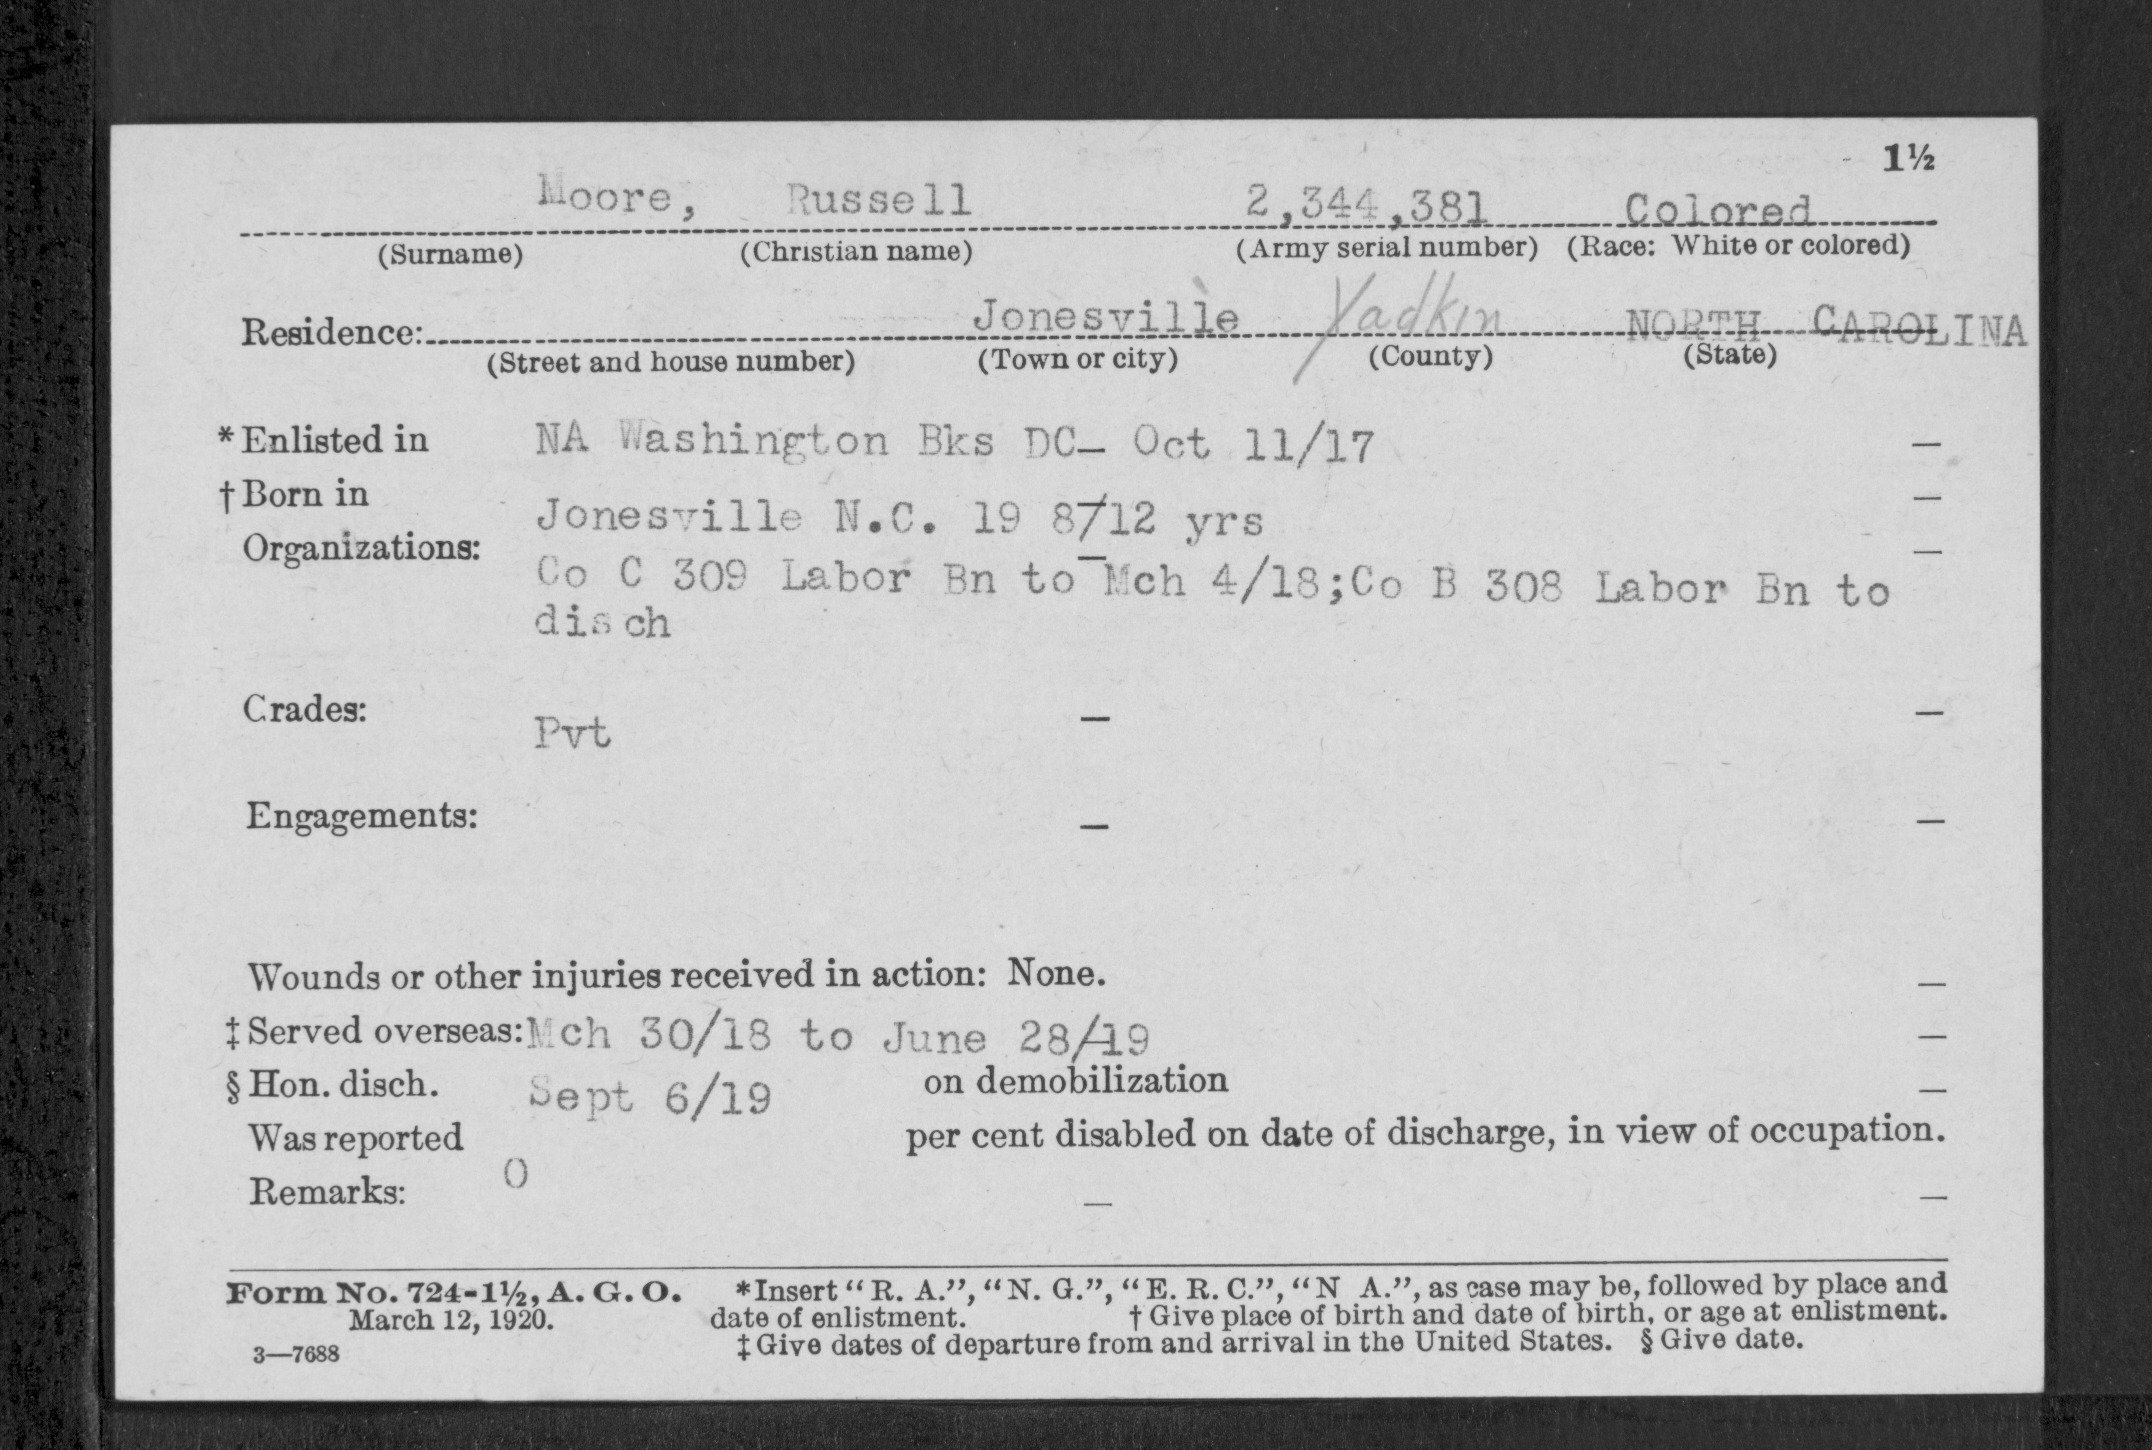 1½
Moore, Russell 2,344,381 Colored
(Surname) (Christian name) (Army serial number) (Race: White or colored)
Residence: Jonesville Yadkin NORTH CAROLINA
(Street and house number) (Town or city) (County) (State)
*Enlisted in NA Washington Bks DC— Oct 11/17 —
†Born in Jonesville N.C. 19 8/12 yrs —
Organizations: Co C 309 Labor Bn to Mch 4/18;Co B 308 Labor Bn to —
disch
Grades: Pvt — —
Engagements: — —
Wounds or other injuries received in action: None. —
‡Served overseas: Mch 30/18 to June 28/19 —
§Hon. disch. Sept 6/19 on demobilization —
Was reported 0 per cent disabled on date of discharge, in view of occupation.
Remarks: — —
Form No. 724-1½, A. G. O. *Insert "R. A.", "N. G.", "E. R. C.", "N A.", as case may be, followed by place and
March 12, 1920. date of enlistment. †Give place of birth and date of birth, or age at enlistment.
3—7688 ‡Give dates of departure from and arrival in the United States. §Give date.